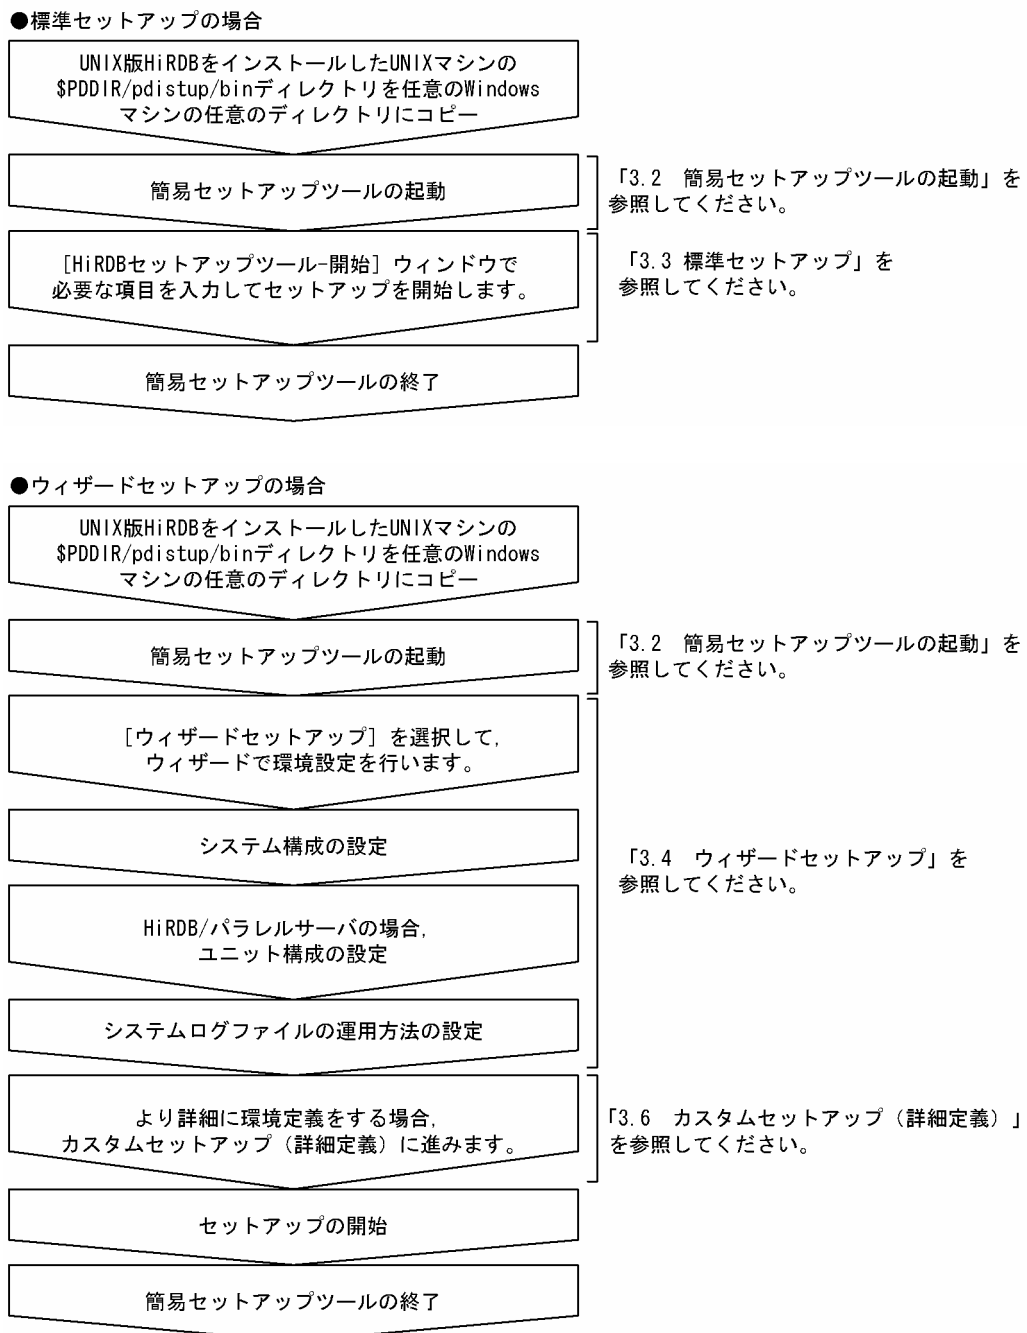 ●標準セットアップの場合
UNIX版HiRDBをインストールしたUNIXマシンの
$PDDIR/pdistup/binディレクトリを任意のWindows
マシンの任意のディレクトリにコピー
簡易セットアップツールの起動
「3.2　簡易セットアップツールの起動」を
参照してください。
[HiRDBセットアップツール-開始] ウィンドウで
必要な項目を入力してセットアップを開始します。
「3.3 標準セットアップ」を
参照してください。
簡易セットアップツールの終了
●ウィザードセットアップの場合
UNIX版HiRDBをインストールしたUNIXマシンの
$PDDIR/pdistup/binディレクトリを任意のWindows
マシンの任意のディレクトリにコピー
簡易セットアップツールの起動
「3.2　簡易セットアップツールの起動」を
参照してください。
[ウィザードセットアップ] を選択して,
ウィザードで環境設定を行います。
システム構成の設定
「3.4　ウィザードセットアップ」を
参照してください。
HiRDB/パラレルサーバの場合,
ユニット構成の設定
システムログファイルの運用方法の設定
より詳細に環境定義をする場合,
カスタムセットアップ（詳細定義）に進みます。
「3.6　カスタムセットアップ（詳細定義）」
を参照してください。
セットアップの開始
簡易セットアップツールの終了